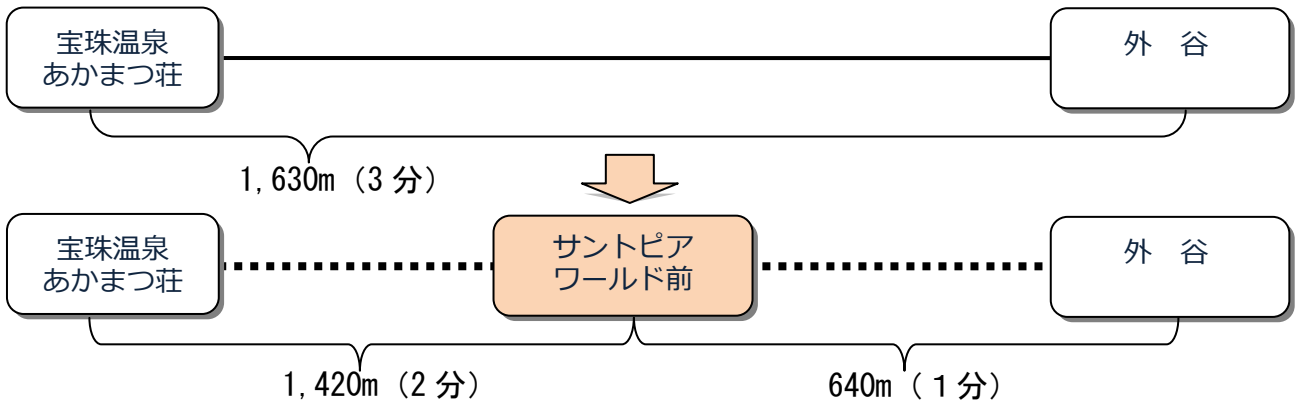 宝珠温泉
あかまつ荘
外　谷
1,630m（3 分）
宝珠温泉
あかまつ荘
サントピア
ワールド前
外　谷
1,420m（2 分）
640m（１分）